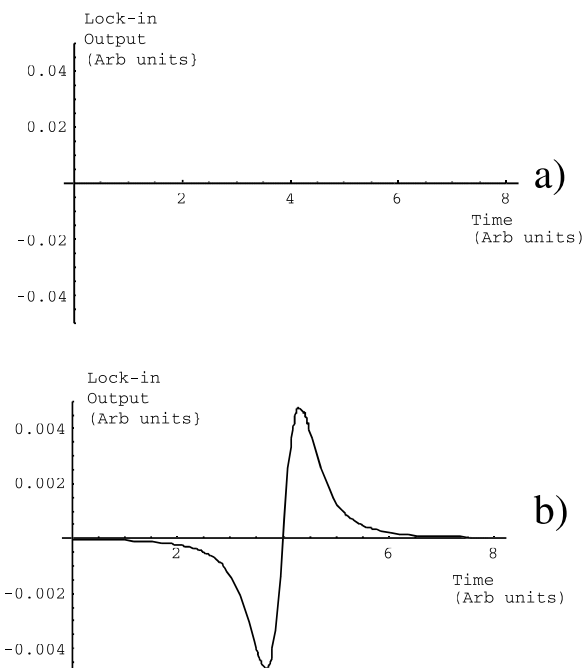 Lock-in
Output
(Arb units}
0.04
0.02
2 4 6 8
a)
Time
(Arb units)
-0.02
-0.04
Lock-in
Output
(Arb units}
0.004
0.002
b)
2 6 8
Time
(Arb units)
-0.002
-0.004